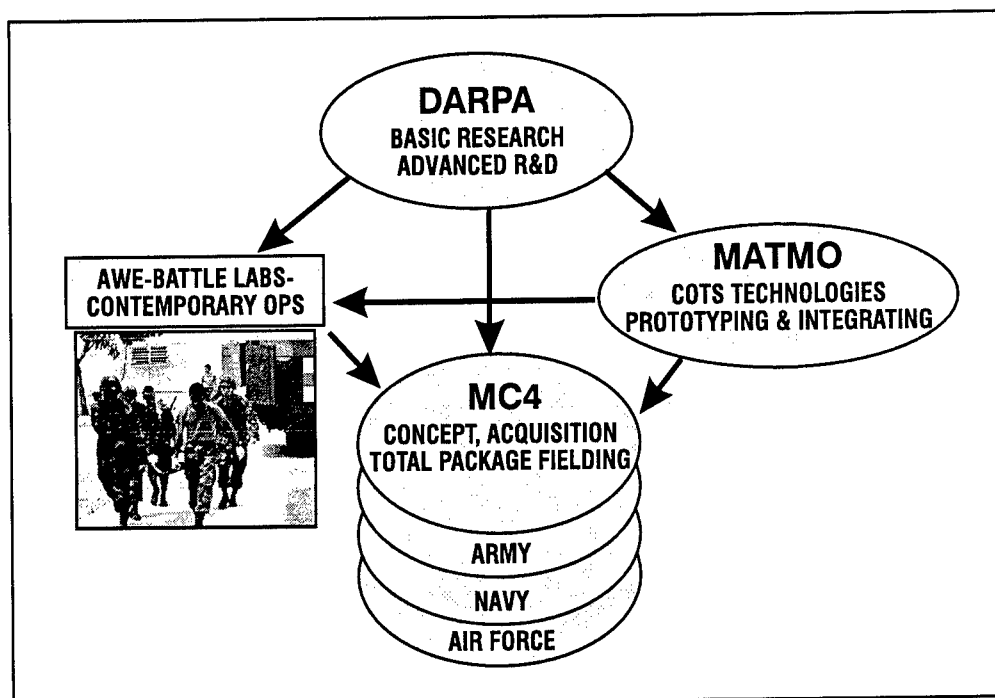 DARPA
BASIC RESEARCH
ADVANCED R&D
AWE-BATTLE LABS-
CONTEMPORARY OPS
MATMO
COTS TECHNOLOGIES
PROTOTYPING & INTEGRATING
MC4
CONCEPT, ACQUISITION
TOTAL PACKAGE FIELDING
ARMY
NAVY
AIR FORCE